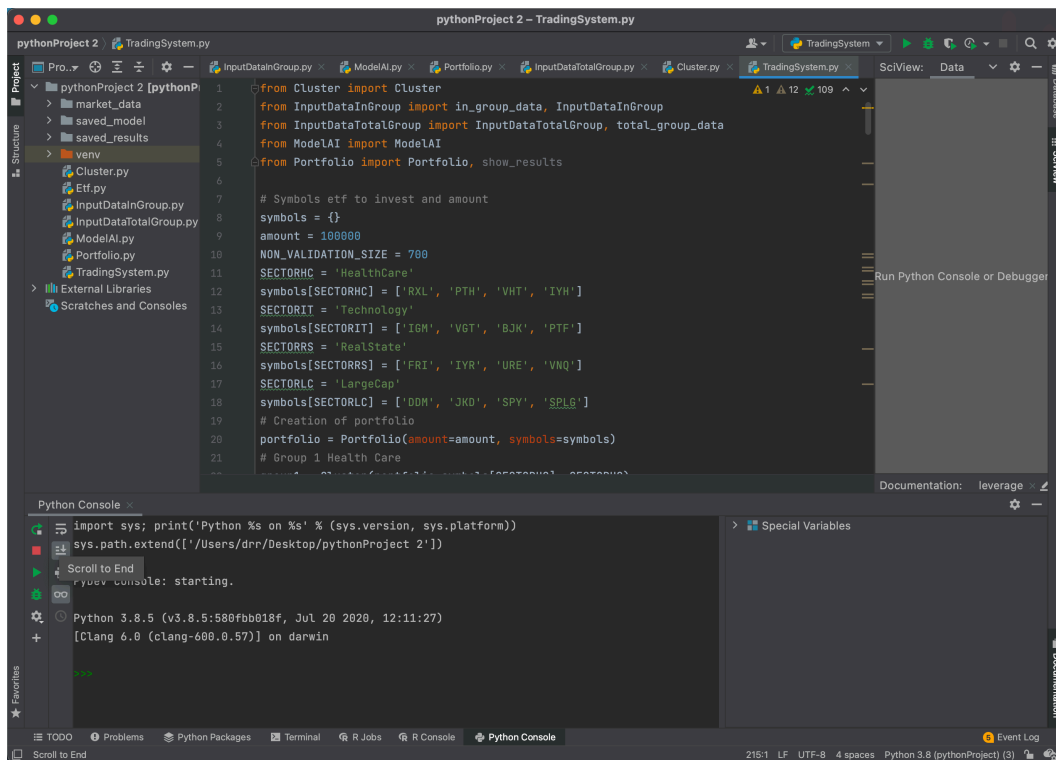 pythonProject 2 – TradingSystem.py
pythonProject 2 〉 TradingSystem.py
TradingSystem
Project
Pro..
InputDataInGroup.py × ModelAI.py × Portfolio.py × InputDataTotalGroup.py × Cluster.py × TradingSystem.py ×
SciView: Data
pythonProject 2 [pythonP
market_data
saved_model
saved_results
venv
Cluster.py
Etf.py
InputDataInGroup.py
InputDataTotalGroup.py
ModelAI.py
Portfolio.py
TradingSystem.py
External Libraries
Scratches and Consoles
Structure
1 from Cluster import Cluster
1 12 109
2 from InputDataInGroup import in_group_data, InputDataInGroup
3 from InputDataTotalGroup import InputDataTotalGroup, total_group_data
4 from ModelAI import ModelAI
5 from Portfolio import Portfolio, show_results
6
7 # Symbols etf to invest and amount
8 symbols = {}
9 amount = 100000
10 NON_VALIDATION_SIZE = 700
11 SECTORHC = 'HealthCare'
12 symbols[SECTORHC] = ['RXL', 'PTH', 'VHT', 'IYH']
13 SECTORIT = 'Technology'
14 symbols[SECTORIT] = ['IGM', 'VGT', 'BJK', 'PTF']
15 SECTORRS = 'RealState'
16 symbols[SECTORRS] = ['FRI', 'IYR', 'URE', 'VNQ']
17 SECTORLC = 'LargeCap'
18 symbols[SECTORLC] = ['DDM', 'JKD', 'SPY', 'SPLG']
19 # Creation of portfolio
20 portfolio = Portfolio(amount=amount, symbols=symbols)
21 # Group 1 Health Care
Run Python Console or Debugger
Documentation: leverage ×
Python Console ×
import sys; print('Python %s on %s' % (sys.version, sys.platform))
sys.path.extend(['/Users/drr/Desktop/pythonProject 2'])
Scroll to End
PyDev console: starting.
Python 3.8.5 (v3.8.5:580fbb018f, Jul 20 2020, 12:11:27)
[Clang 6.0 (clang-600.0.57)] on darwin
>>>
Special Variables
Favorites
TODO Problems Python Packages Terminal R Jobs R Console Python Console
5 Event Log
Scroll to End
215:1 LF UTF-8 4 spaces Python 3.8 (pythonProject) (3)